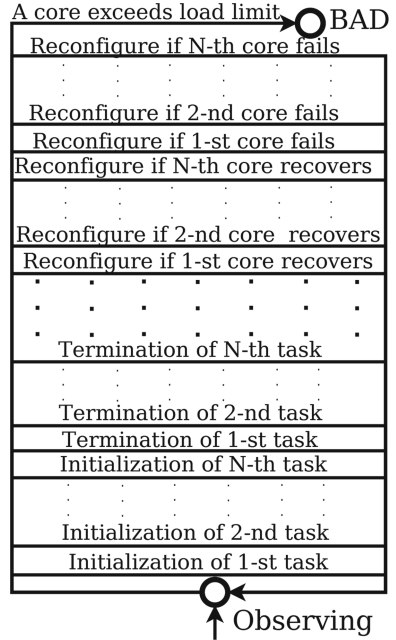 A core exceeds load limit
BAD
Reconfigure if N-th core fails
Reconfigure if 2-nd core fails
Reconfigure if 1-st core fails
Reconfigure if N-th core recovers
Reconfigure if 2-nd core recovers
Reconfigure if 1-st core recovers
Termination of N-th task
Termination of 2-nd task
Termination of 1-st task
Initialization of N-th task
Initialization of 2-nd task
Initialization of 1-st task
Observing